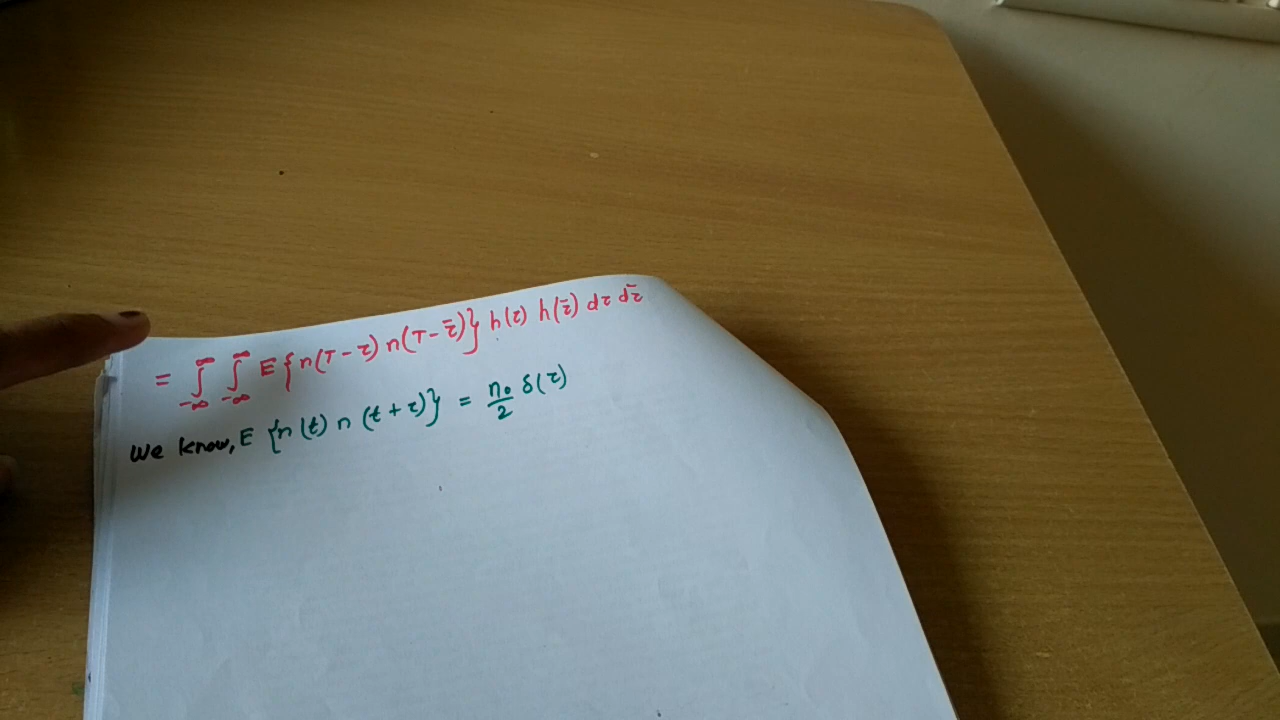 = ∫_{-∞}^{∞} ∫_{-∞}^{∞} E{n(T-τ) n(T-τ̄)} h(τ) h(τ̄) dτ dτ̄
We know, E {n(t) n (t+τ)} = n₀/2 δ(τ)